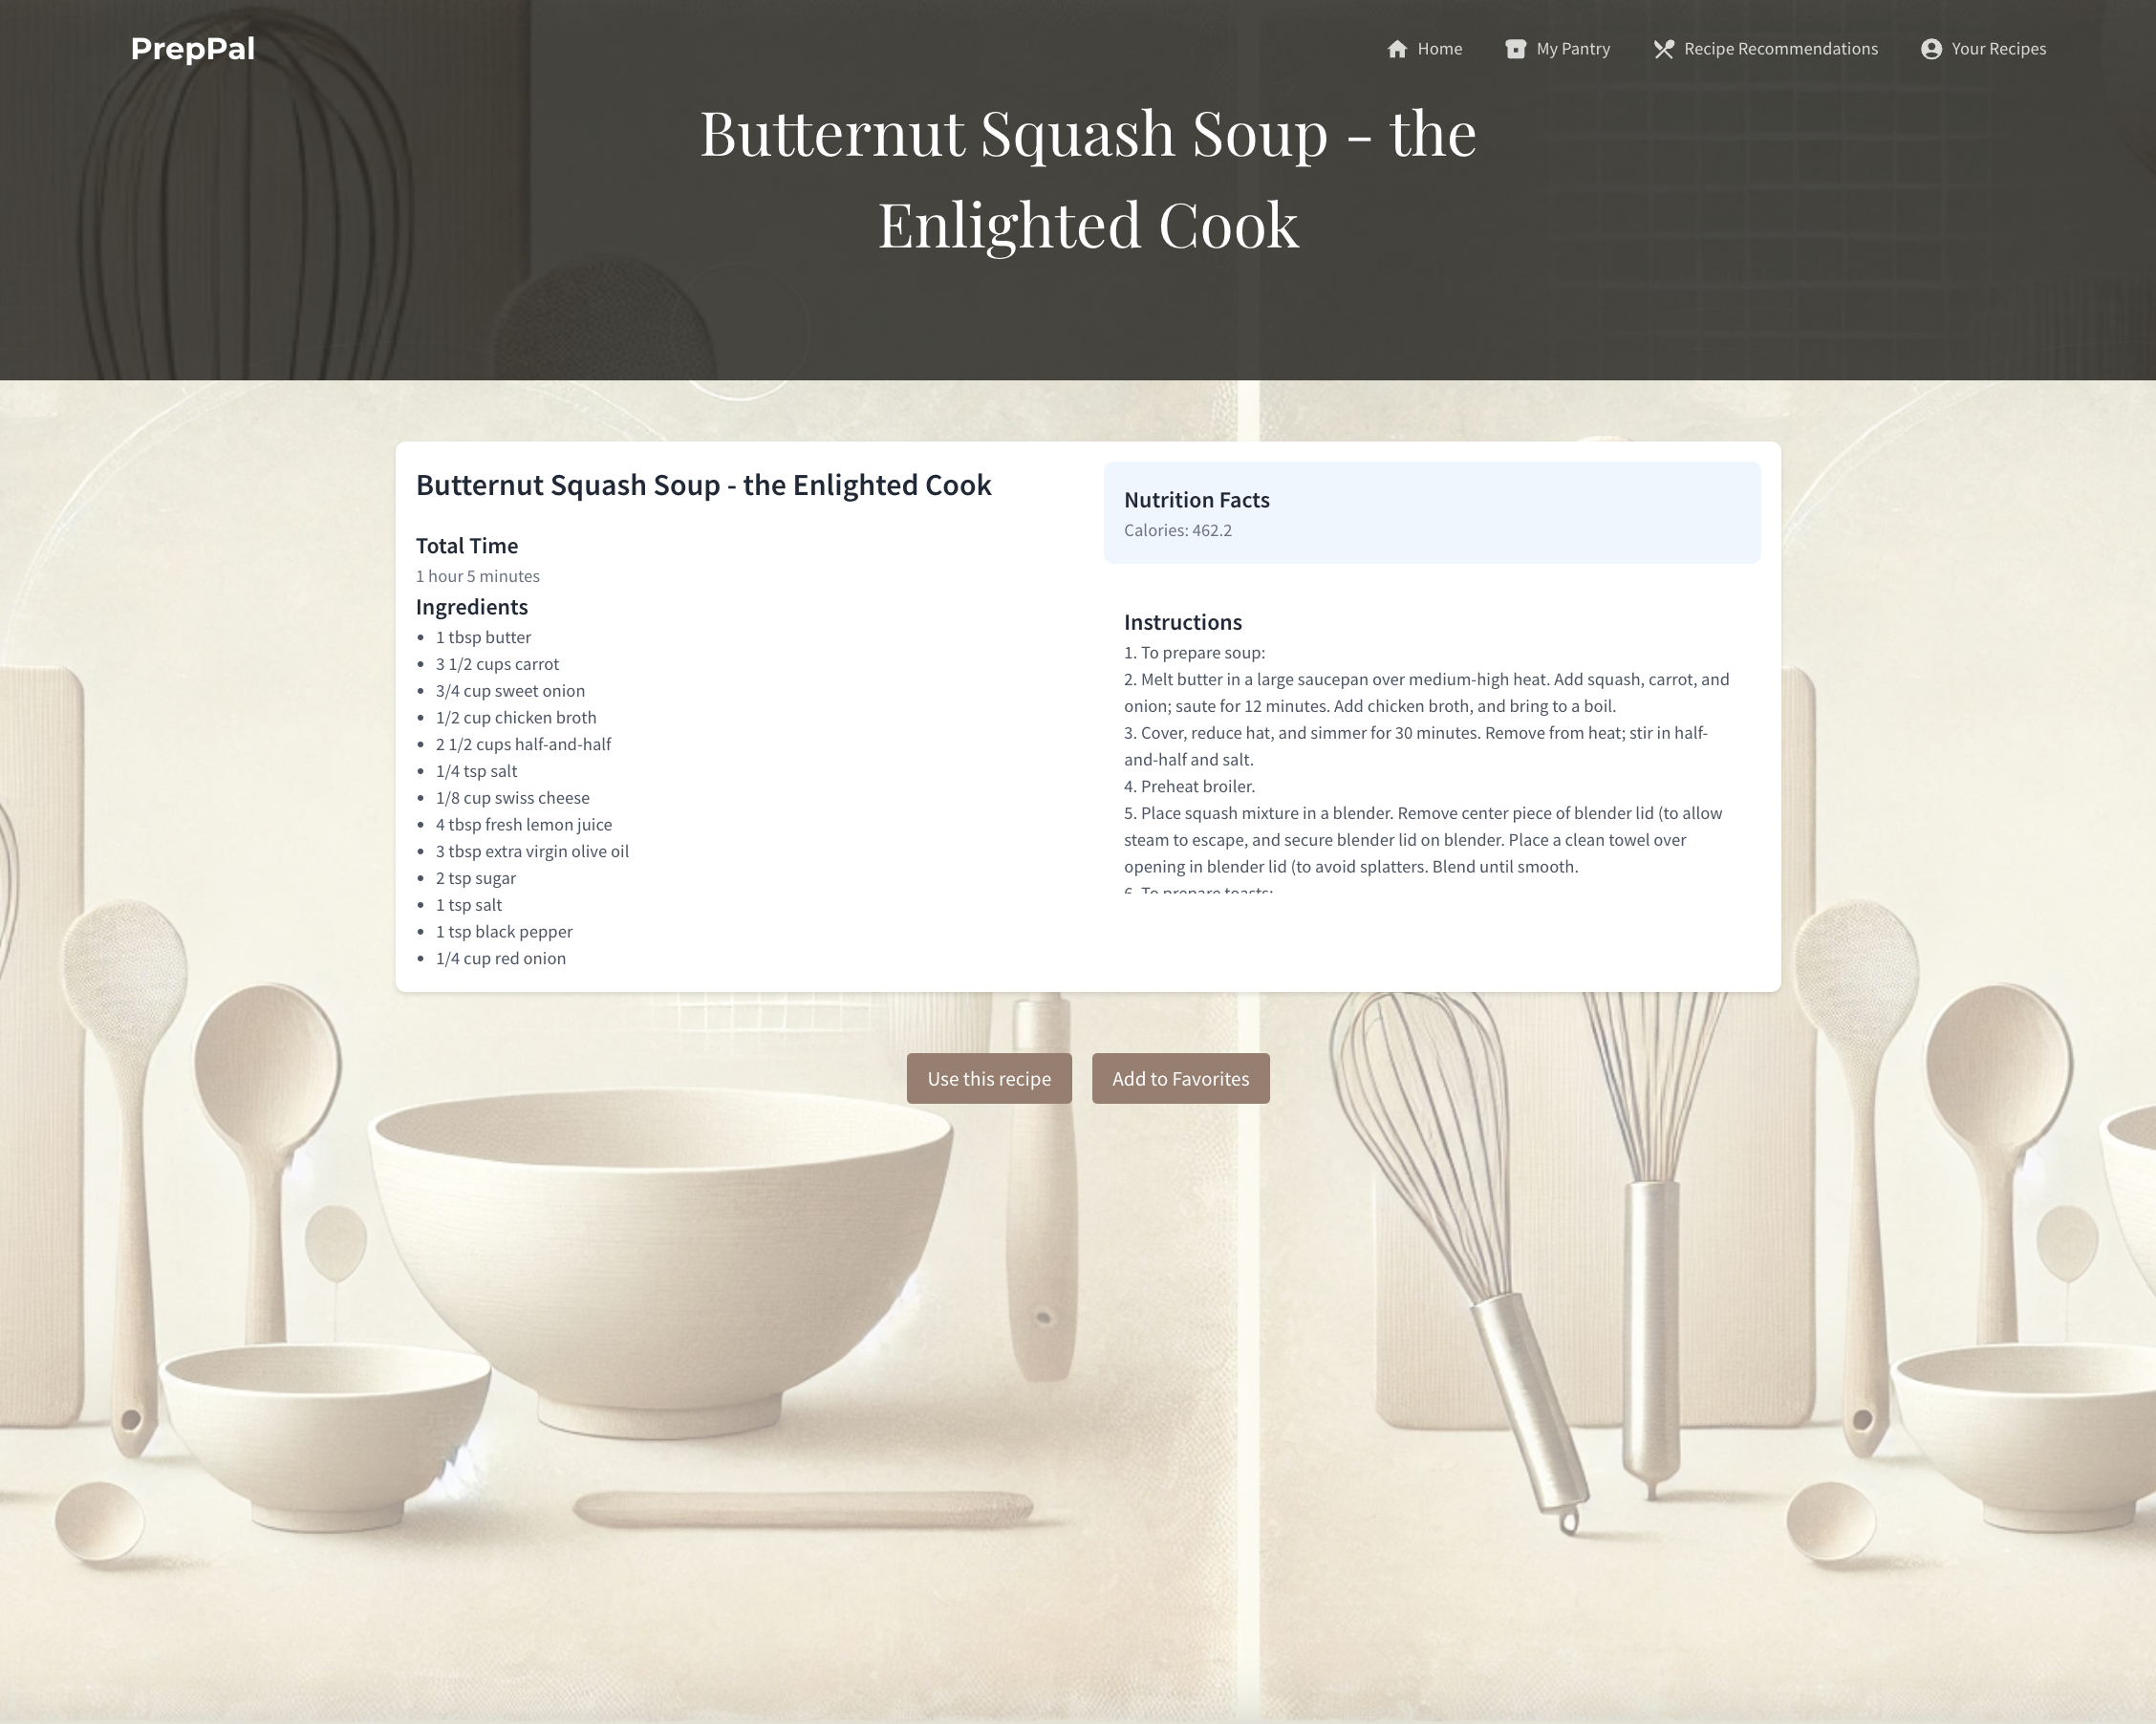 PrepPal
Home
My Pantry
Recipe Recommendations
Your Recipes
Butternut Squash Soup - the
Enlighted Cook
Butternut Squash Soup - the Enlighted Cook
Total Time
1 hour 5 minutes
Ingredients
• 1 tbsp butter
• 3 1/2 cups carrot
• 3/4 cup sweet onion
• 1/2 cup chicken broth
• 2 1/2 cups half-and-half
• 1/4 tsp salt
• 1/8 cup swiss cheese
• 4 tbsp fresh lemon juice
• 3 tbsp extra virgin olive oil
• 2 tsp sugar
• 1 tsp salt
• 1 tsp black pepper
• 1/4 cup red onion
Nutrition Facts
Calories: 462.2
Instructions
1. To prepare soup:
2. Melt butter in a large saucepan over medium-high heat. Add squash, carrot, and
onion; saute for 12 minutes. Add chicken broth, and bring to a boil.
3. Cover, reduce hat, and simmer for 30 minutes. Remove from heat; stir in half-
and-half and salt.
4. Preheat broiler.
5. Place squash mixture in a blender. Remove center piece of blender lid (to allow
steam to escape, and secure blender lid on blender. Place a clean towel over
opening in blender lid (to avoid splatters. Blend until smooth.
6. To prepare toasts:
Use this recipe
Add to Favorites